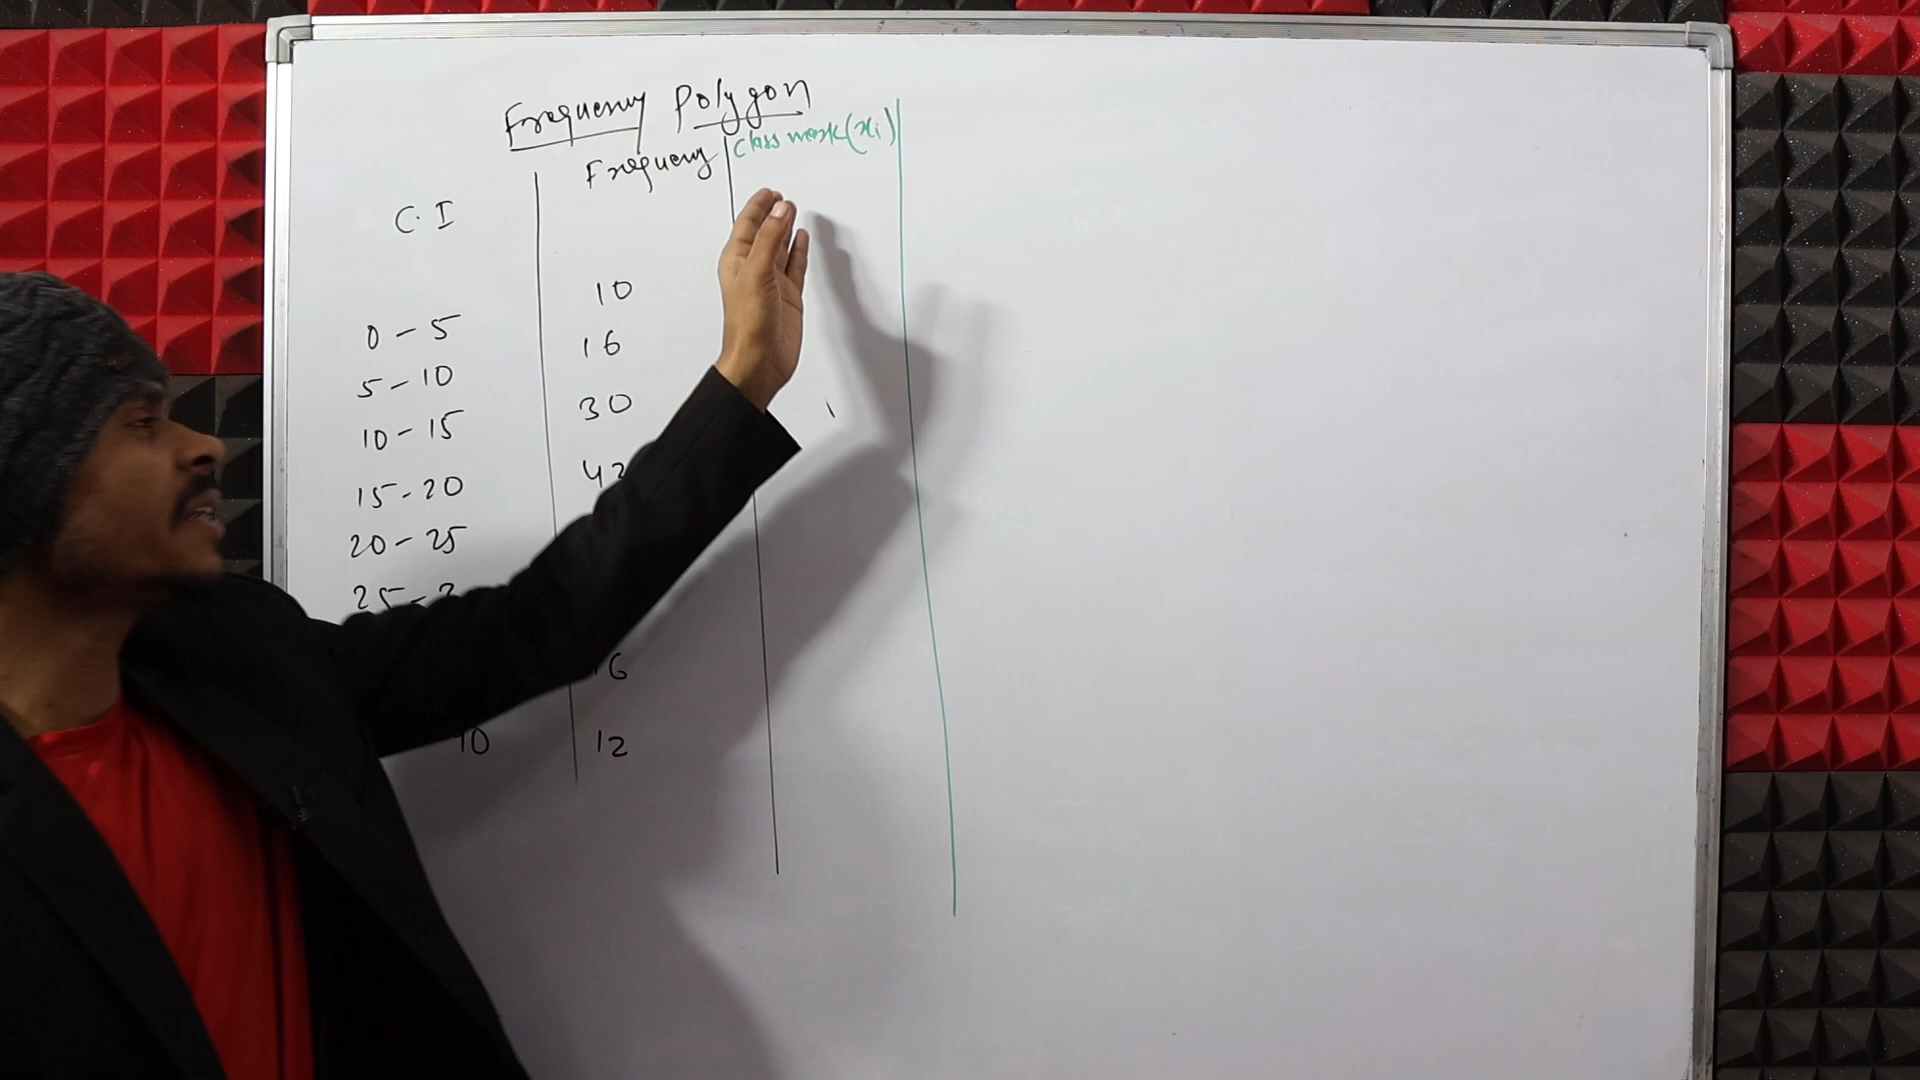 Frequency Polygon
C.I Frequency Class mark (xi)
0 - 5 10
5 - 10 16
10 - 15 30
15 - 20 42
20 - 25
25 - 3
6
40 12